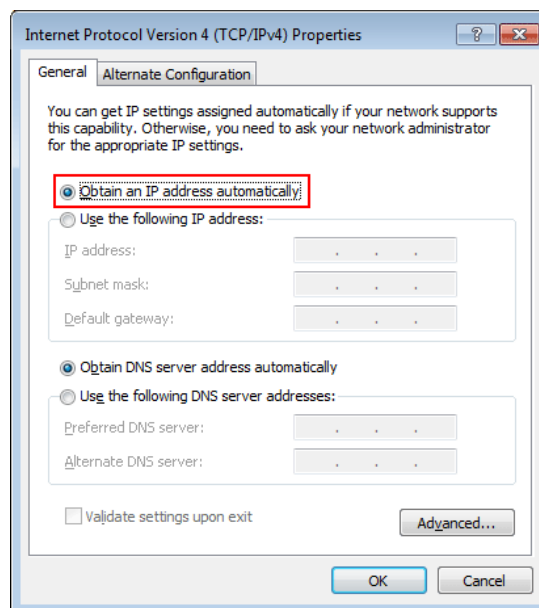 Internet Protocol Version 4 (TCP/IPv4) Properties
General
Alternate Configuration
You can get IP settings assigned automatically if your network supports
this capability. Otherwise, you need to ask your network administrator
for the appropriate IP settings.
Obtain an IP address automatically
Use the following IP address:
IP address:
Subnet mask:
Default gateway:
Obtain DNS server address automatically
Use the following DNS server addresses:
Preferred DNS server:
Alternate DNS server:
Validate settings upon exit
Advanced...
OK
Cancel